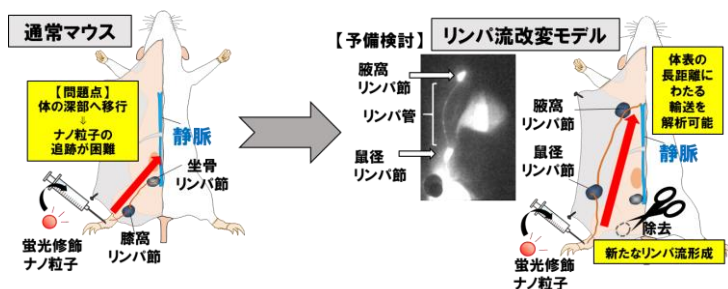 通常マウス
【問題点】
体の深部へ移行
⇓
ナノ粒子の
追跡が困難
静脈
坐骨
リンパ節
膝窩
リンパ節
蛍光修飾
ナノ粒子
【予備検討】
リンパ流改変モデル
腋窩
リンパ節
リンパ管
鼠径
リンパ節
腋窩
リンパ節
鼠径
リンパ節
体表の
長距離に
わたる
輸送を
解析可能
静脈
除去
新たなリンパ流形成
蛍光修飾
ナノ粒子